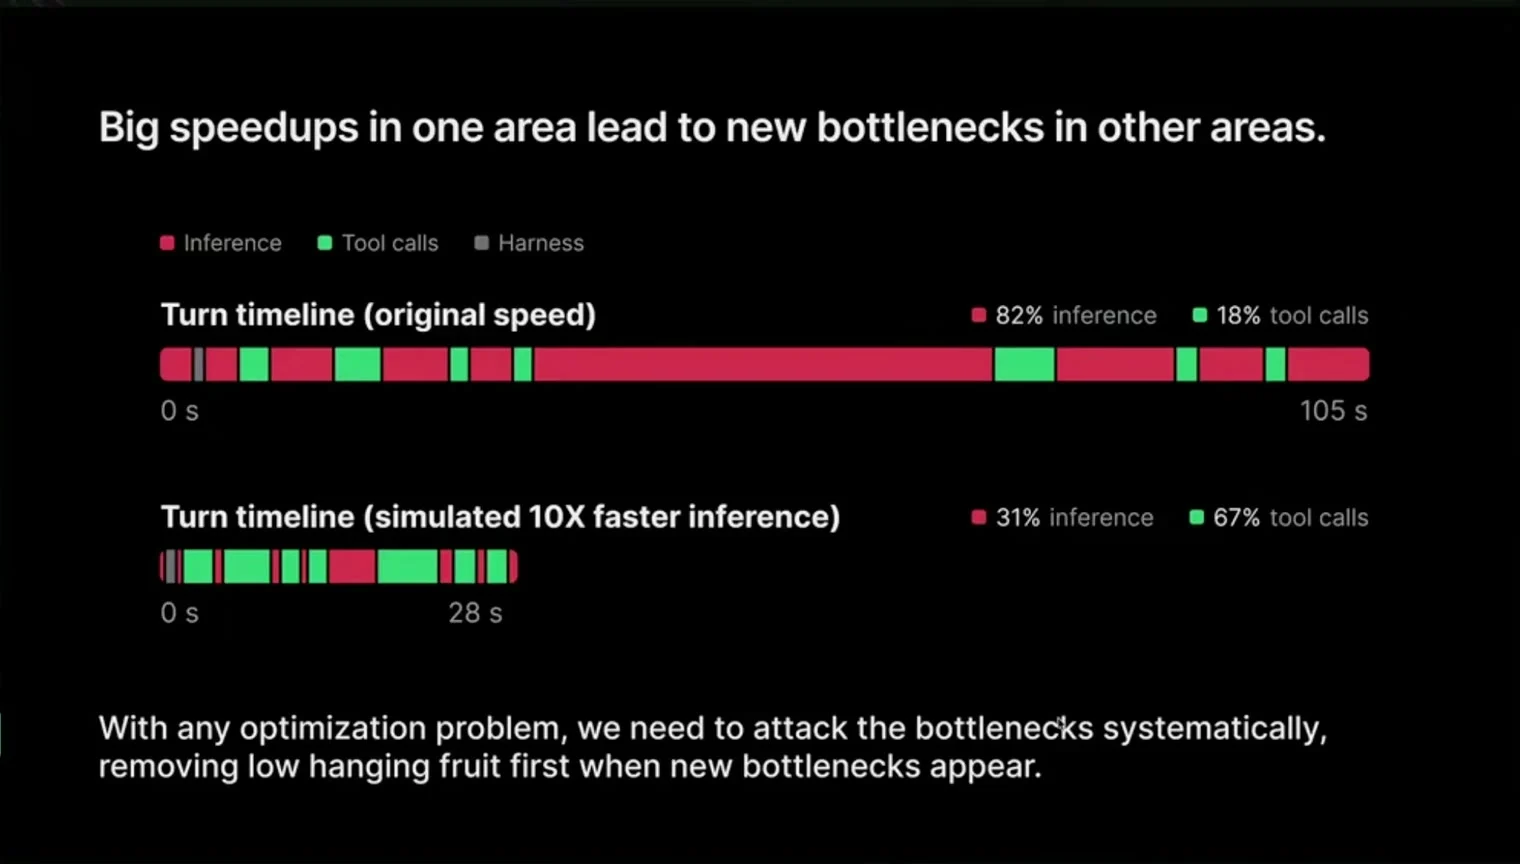 Big speedups in one area lead to new bottlenecks in other areas.
Inference Tool calls Harness
Turn timeline (original speed) 82% inference 18% tool calls
0 s 105 s
Turn timeline (simulated 10X faster inference) 31% inference 67% tool calls
0 s 28 s
With any optimization problem, we need to attack the bottlenecks systematically,
removing low hanging fruit first when new bottlenecks appear.